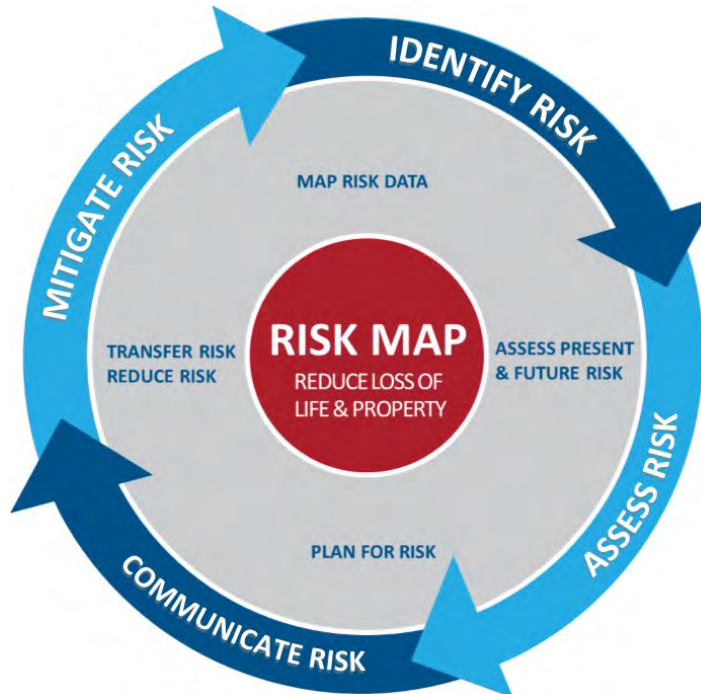 IDENTIFY RISK
MAP RISK DATA
MITIGATE RISK
TRANSFER RISK
REDUCE RISK
RISK MAP
REDUCE LOSS OF
LIFE & PROPERTY
ASSESS PRESENT
& FUTURE RISK
ASSESS RISK
PLAN FOR RISK
COMMUNICATE RISK